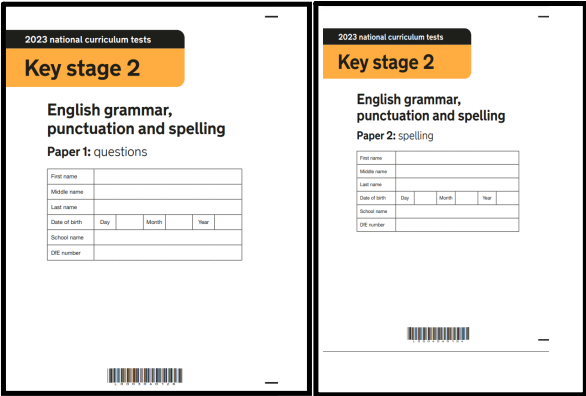 2023 national curriculum tests
Key stage 2
English grammar,
punctuation and spelling
Paper 1: questions
First name
Middle name
Last name
Date of birth Day Month Year
School name
DfE number
2023 national curriculum tests
Key stage 2
English grammar,
punctuation and spelling
Paper 2: spelling
First name
Middle name
Last name
Date of birth Day Month Year
School name
DfE number